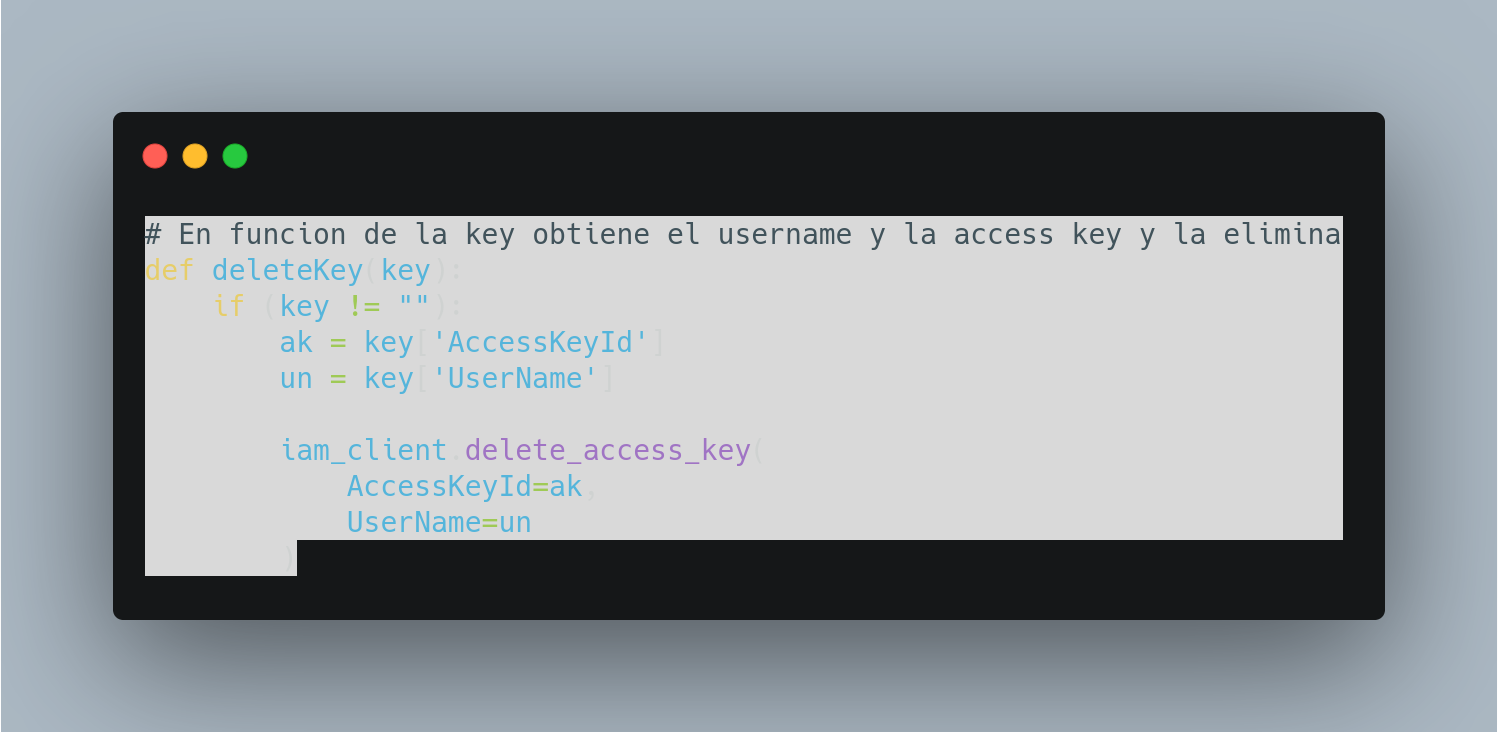 # En funcion de la key obtiene el username y la access key y la elimina
def deleteKey(key):
    if (key != ""):
        ak = key['AccessKeyId']
        un = key['UserName']

        iam_client.delete_access_key(
            AccessKeyId=ak,
            UserName=un
        )